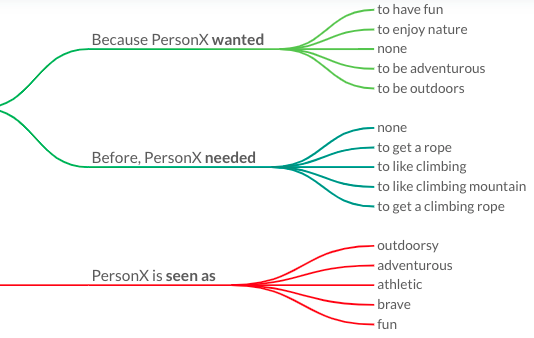 Because PersonX wanted
to have fun
to enjoy nature
none
to be adventurous
to be outdoors
Before, PersonX needed
none
to get a rope
to like climbing
to like climbing mountain
to get a climbing rope
PersonX is seen as
outdoorsy
adventurous
athletic
brave
fun